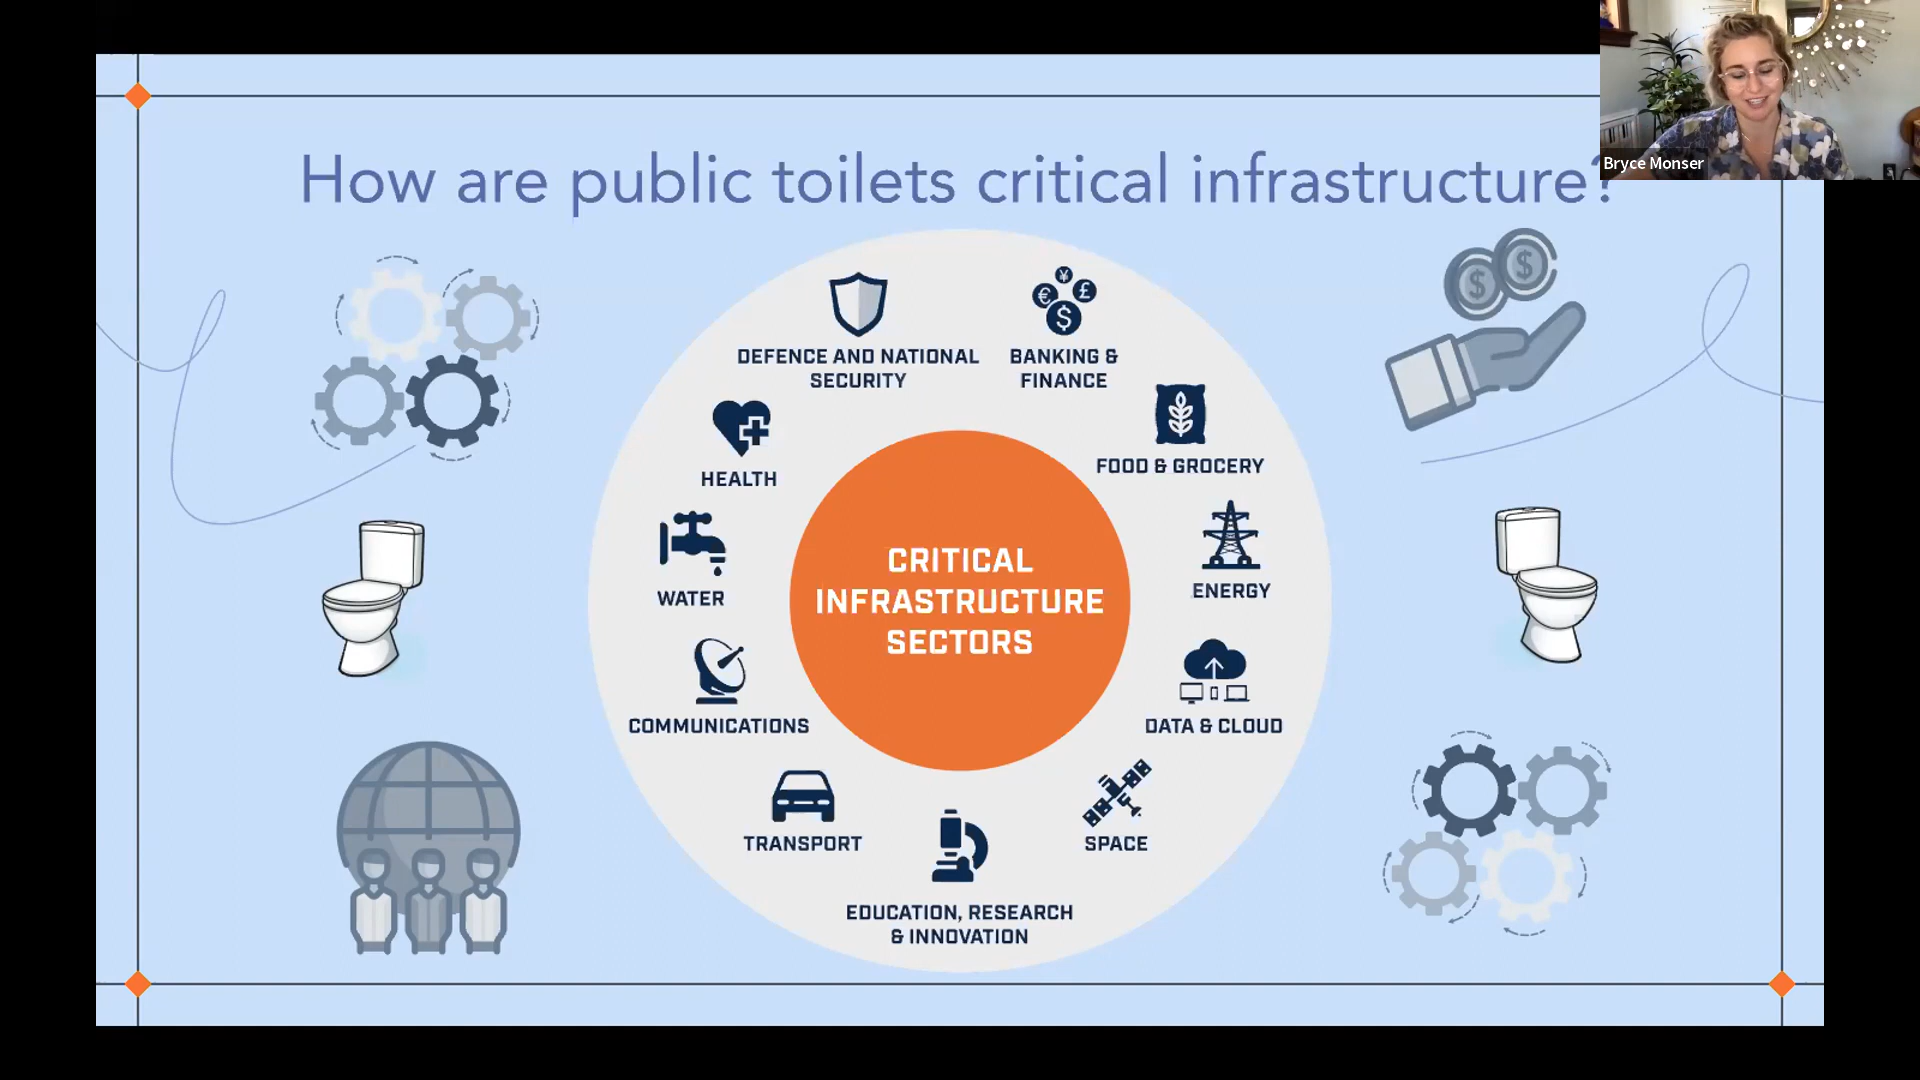 How are public toilets critical infrastructure?
Bryce Monser
DEFENCE AND NATIONAL
SECURITY
BANKING &
FINANCE
HEALTH
FOOD & GROCERY
WATER
ENERGY
CRITICAL
INFRASTRUCTURE
SECTORS
COMMUNICATIONS
DATA & CLOUD
TRANSPORT
SPACE
EDUCATION, RESEARCH
& INNOVATION